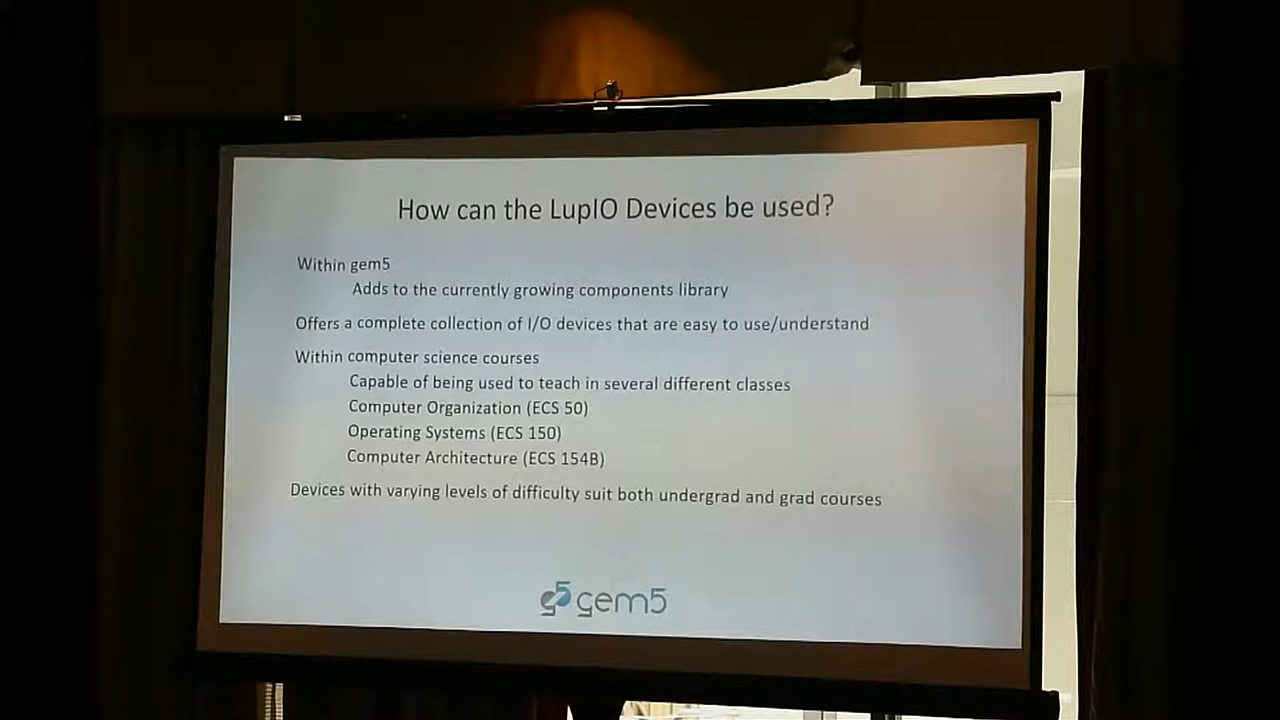 How can the LupIO Devices be used?
Within gem5
Adds to the currently growing components library
Offers a complete collection of I/O devices that are easy to use/understand
Within computer science courses
Capable of being used to teach in several different classes
Computer Organization (ECS 50)
Operating Systems (ECS 150)
Computer Architecture (ECS 154B)
Devices with varying levels of difficulty suit both undergrad and grad courses
g5 gem5